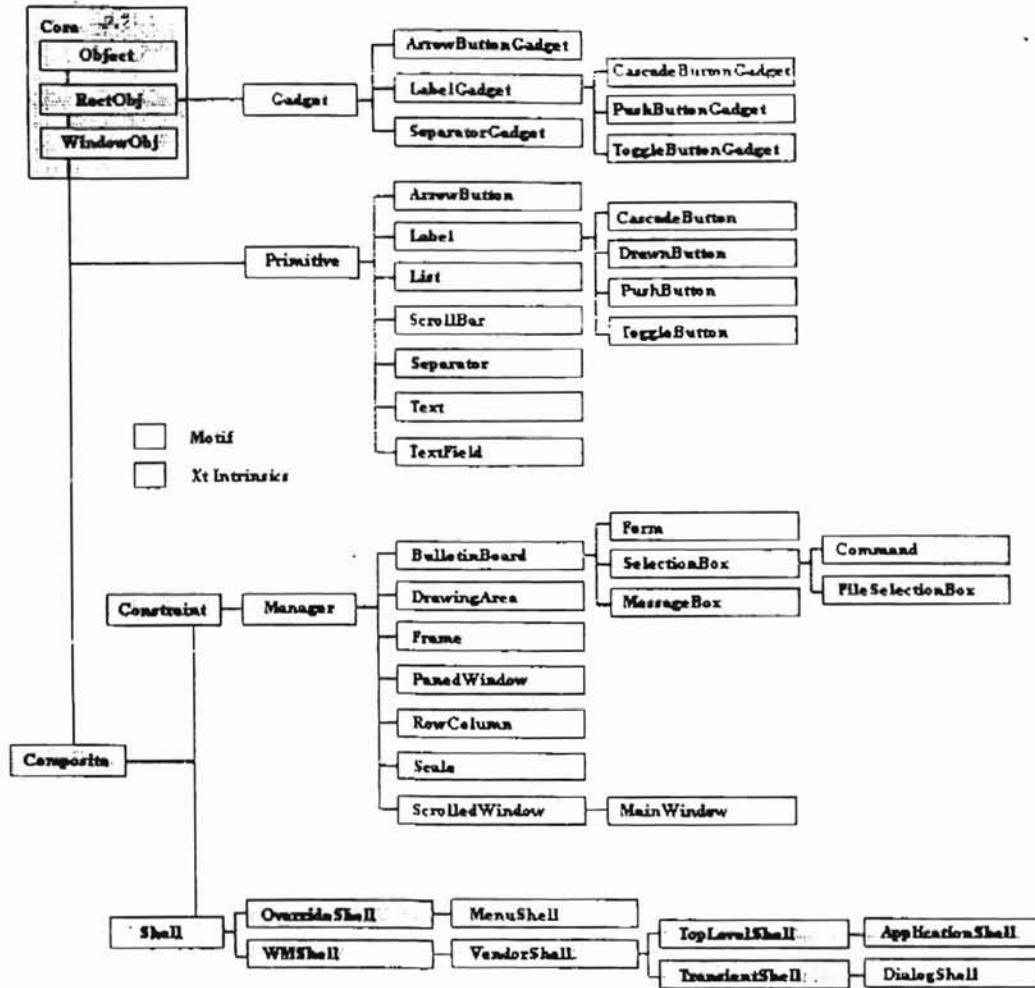 Core
Object
RectObj
WindowObj
Gadget
ArrowButtonGadget
LabelGadget
SeparatorGadget
CascadeButtonGadget
PushButtonGadget
ToggleButtonGadget
Primitive
ArrowButton
Label
List
ScrollBar
Separator
Text
TextField
CascadeButton
DrawnButton
PushButton
ToggleButton
Motif
Xt Intrinsics
Composite
Constraint
Manager
BulletinBoard
DrawingArea
Frame
PanedWindow
RowColumn
Scale
ScrolledWindow
Form
SelectionBox
MessageBox
Command
FileSelectionBox
MainWindow
Shell
OverrideShell
WMShell
MenuShell
VendorShell
TopLevelShell
TransientShell
ApplicationShell
DialogShell